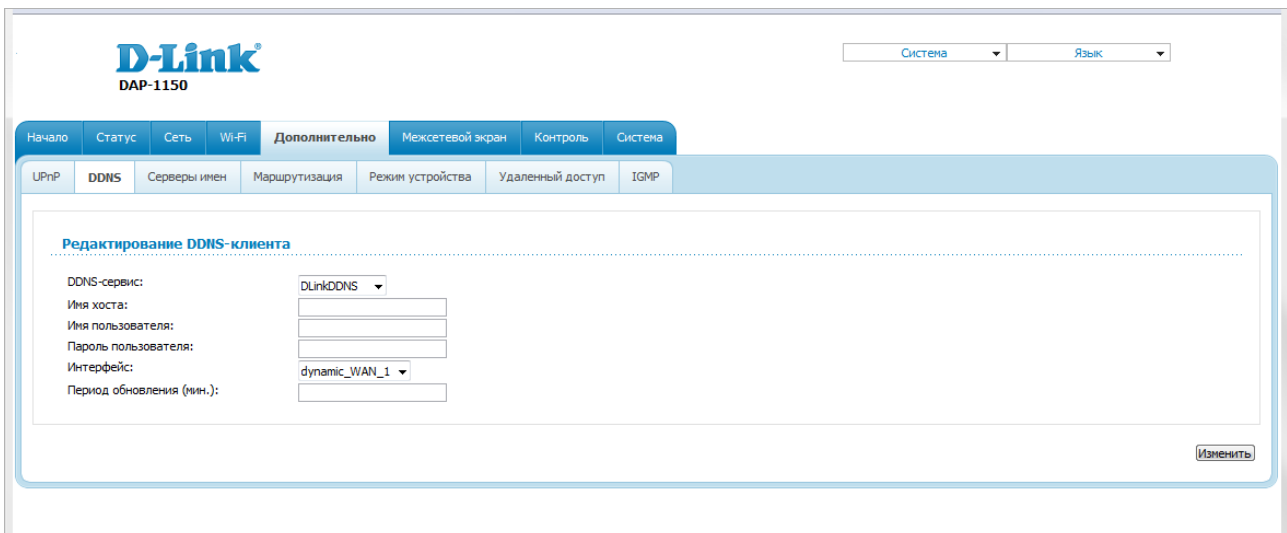 D-Link®
Система Язык
DAP-1150
Начало Статус Сеть Wi-Fi Дополнительно Межсетевой экран Контроль Система
UPnP DDNS Серверы имен Маршрутизация Режим устройства Удаленный доступ IGMP
Редактирование DDNS-клиента
DDNS-сервис: DLinkDDNS
Имя хоста:
Имя пользователя:
Пароль пользователя:
Интерфейс: dynamic_WAN_1
Период обновления (мин.):
Изменить